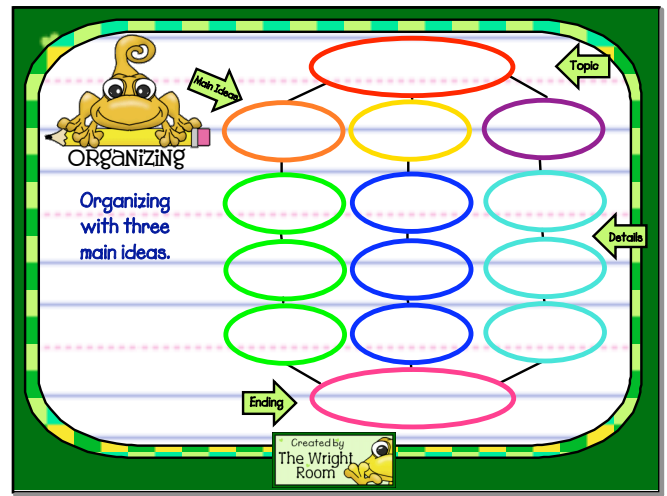 Main Ideas
Topic
ORGANIZING
Organizing
with three
main ideas.
Details
Ending
Created by
The Wright
Room